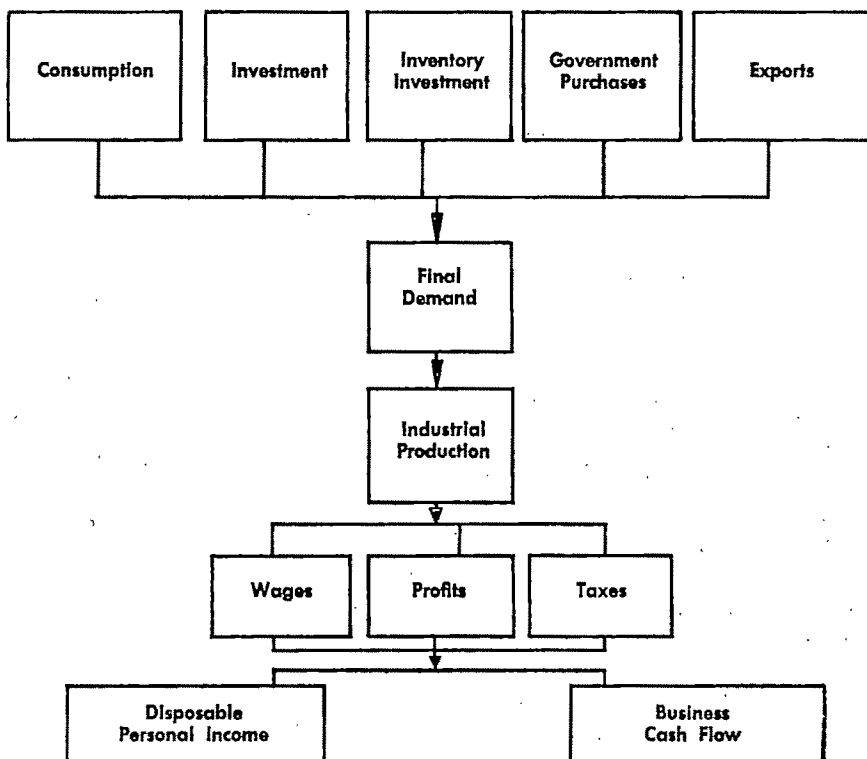 Consumption
Investment
Inventory
Investment
Government
Purchases
Exports
Final
Demand
Industrial
Production
Wages
Profits
Taxes
Disposable
Personal Income
Business
Cash Flow